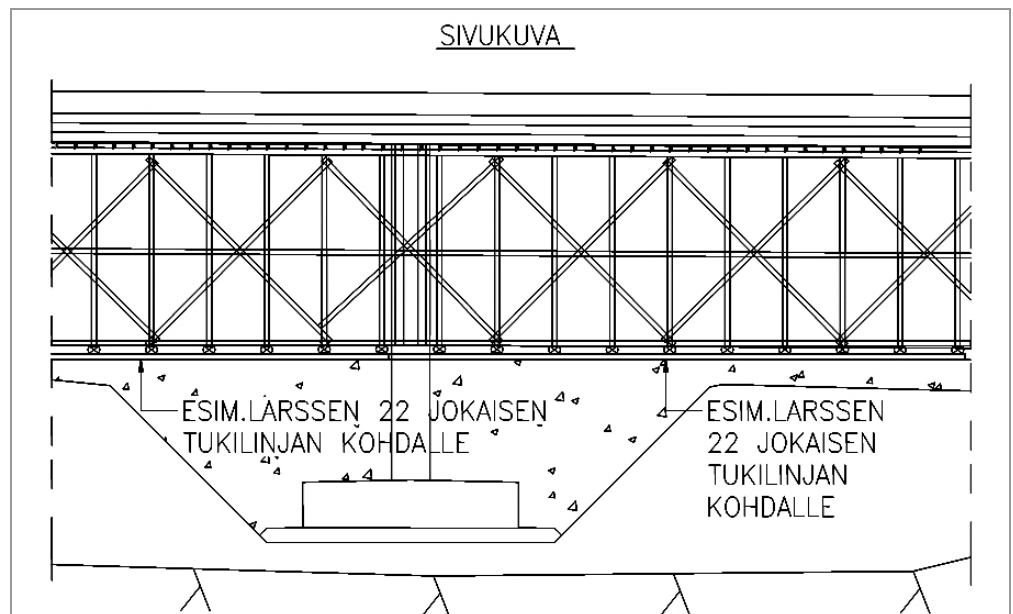 SIVUKUVA
ESIM.LARSSEN 22 JOKAISEN
TUKILINJAN KOHDALLE
ESIM.LARSSEN
22 JOKAISEN
TUKILINJAN
KOHDALLE